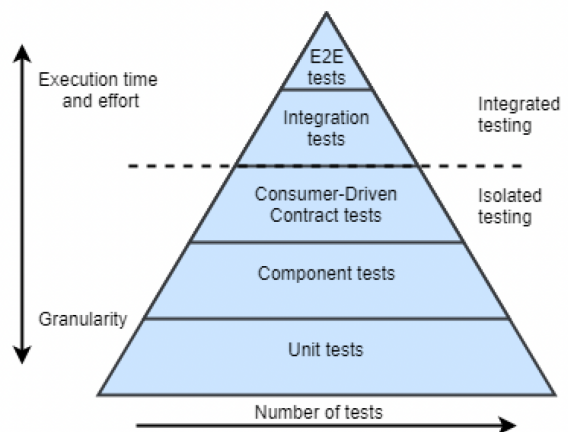 E2E
tests
Execution time
and effort
Integration
tests
Integrated
testing
Consumer-Driven
Contract tests
Isolated
testing
Component tests
Granularity
Unit tests
Number of tests